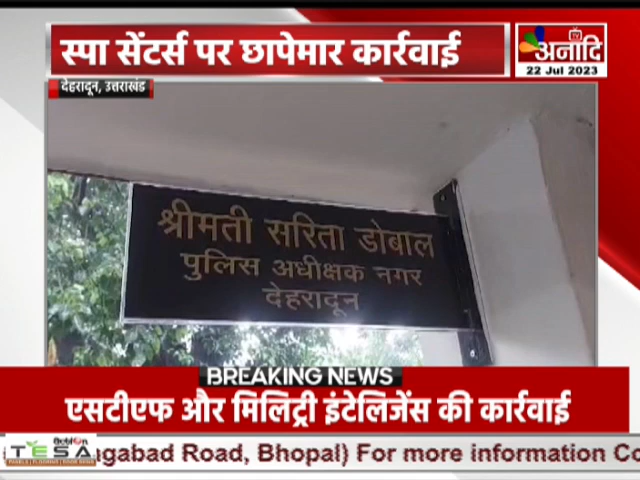 स्पा सेंटर्स पर छापेमार कार्रवाई
TV
अनादि
22 Jul 2023
देहरादून, उत्तराखंड
श्रीमती सरिता डोबाल
पुलिस अधीक्षक नगर
देहरादून
BREAKING NEWS
एसटीएफ और मिलिट्री इंटेलिजेंस की कार्रवाई
TESA
ngabad Road, Bhopal) For more information Co